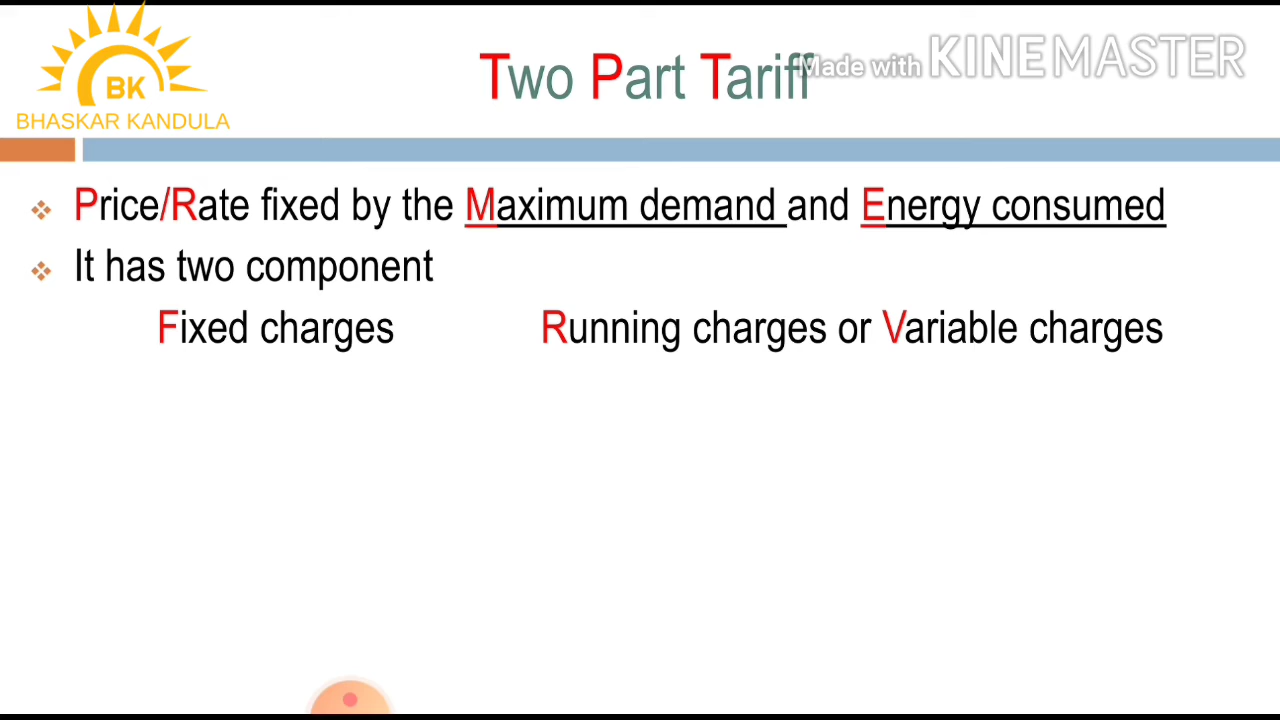 BK
BHASKAR KANDULA
Two Part Tariff
Made with KINEMASTER
Price/Rate fixed by the Maximum demand and Energy consumed
It has two component
Fixed charges Running charges or Variable charges